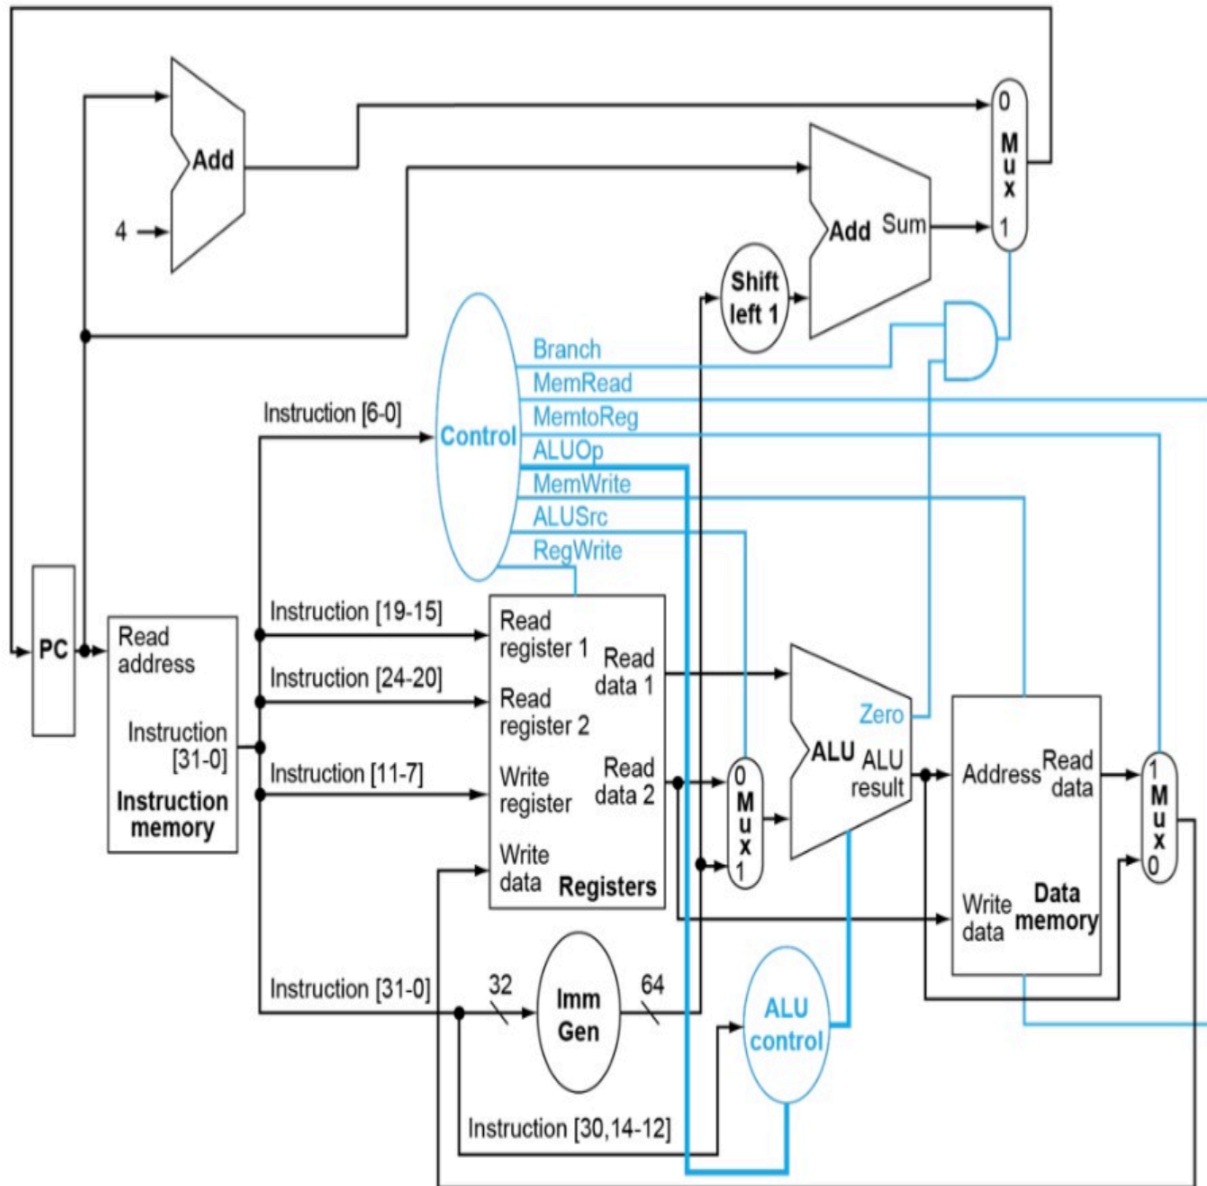 Add
4
0
Mux
1
Add Sum
Shift
left 1
Branch
MemRead
MemtoReg
ALUOp
MemWrite
ALUSrc
RegWrite
Control
Instruction [6-0]
PC
Read
address
Instruction
[31-0]
Instruction
memory
Instruction [19-15]
Instruction [24-20]
Instruction [11-7]
Instruction [31-0]
Read
register 1
Read
data 1
Read
register 2
Read
data 2
Write
register
Write
data
Registers
0
Mux
1
Zero
ALU
ALU
result
Address
Read
data
Write
data
Data
memory
1
Mux
0
32
Imm
Gen
64
ALU
control
Instruction [30,14-12]